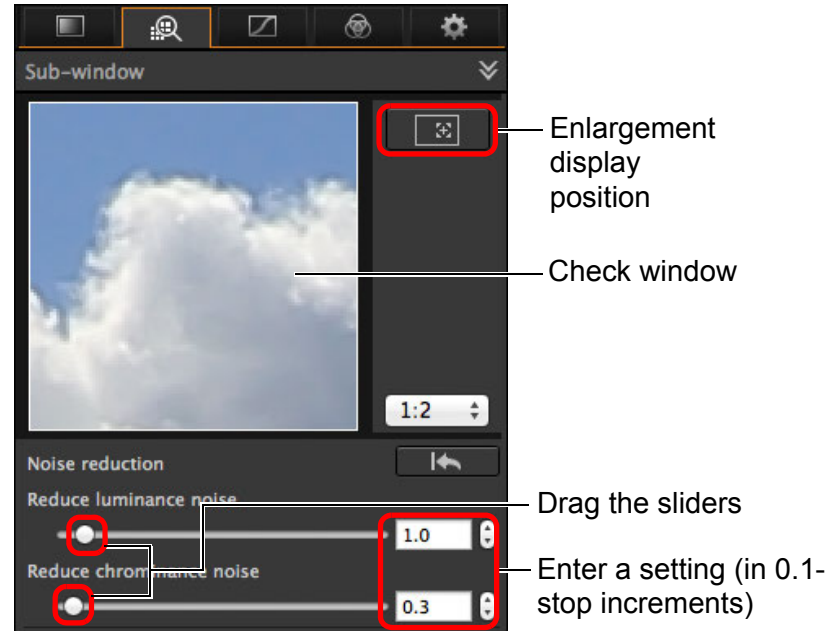 Sub-window
Enlargement
display
position
Check window
1:2
Noise reduction
Reduce luminance noise
Drag the sliders
1.0
Reduce chrominance noise
Enter a setting (in 0.1-
stop increments)
0.3